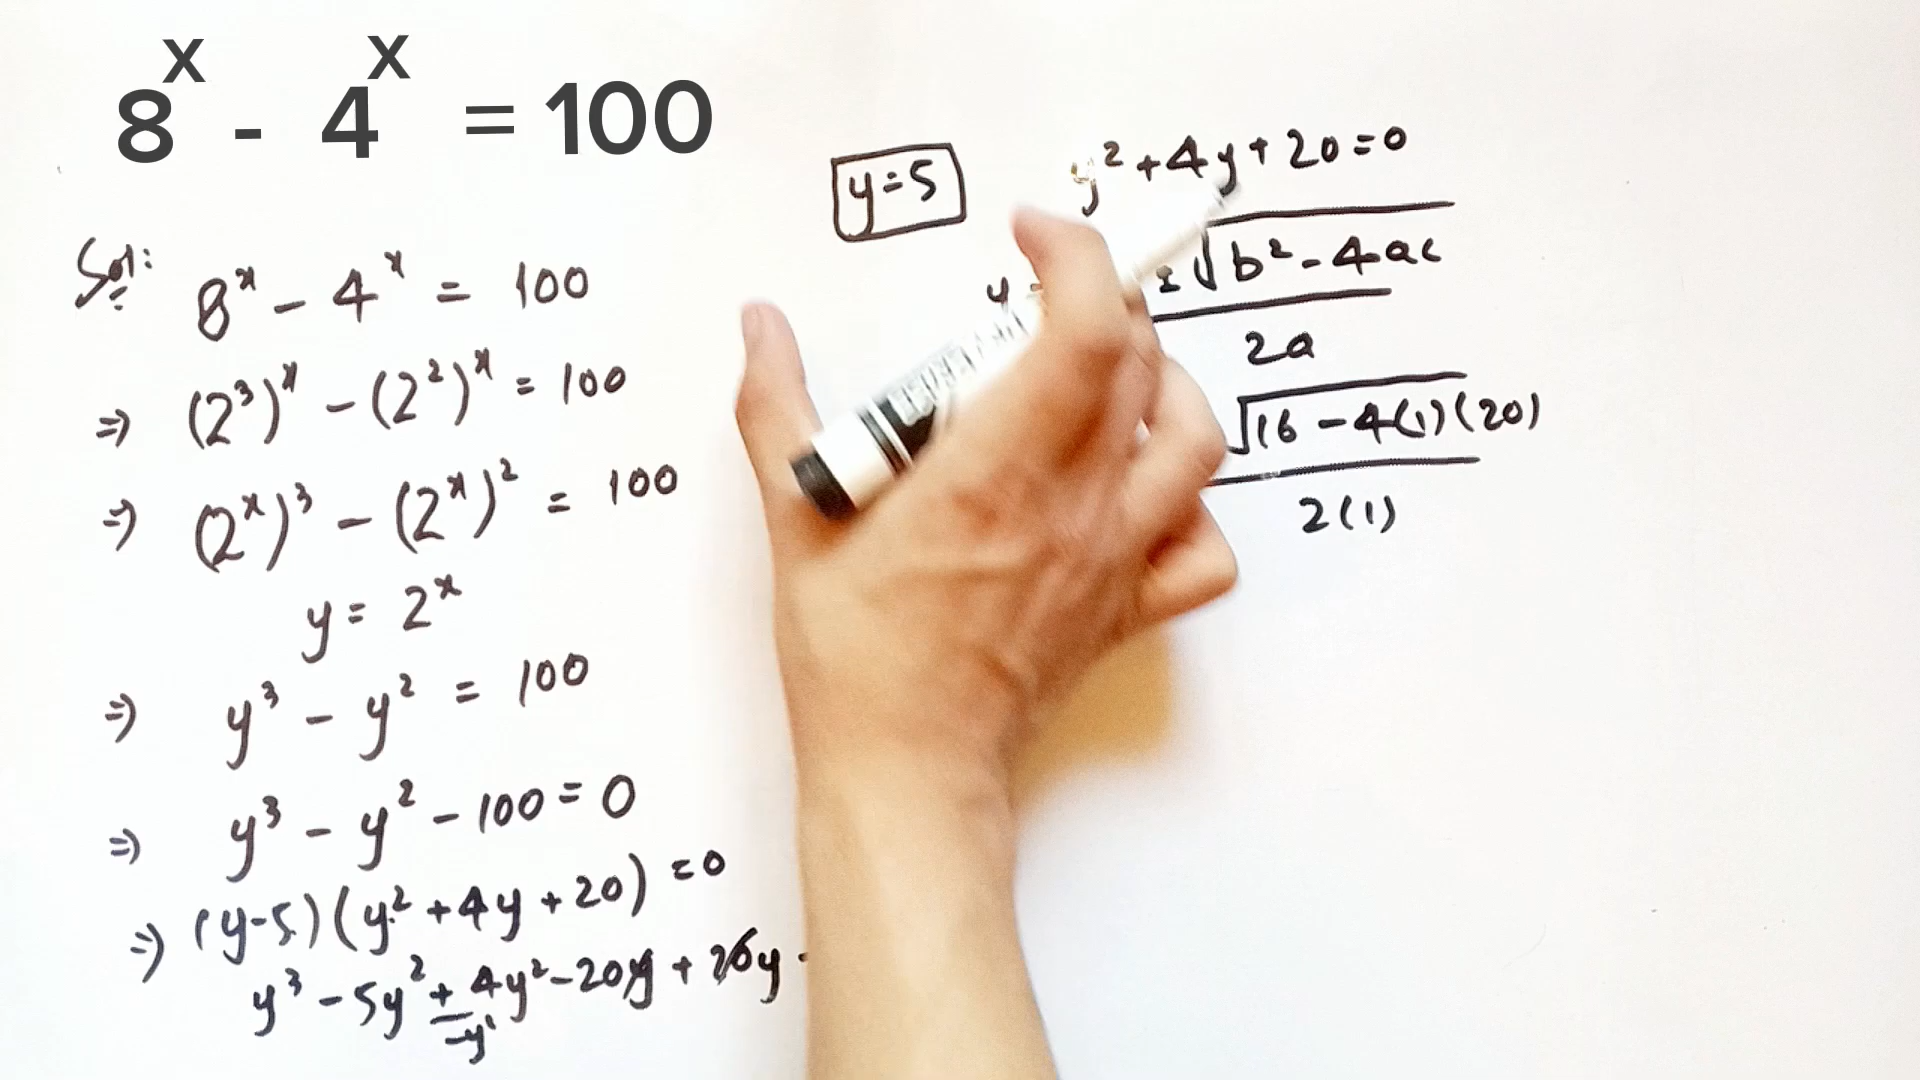 8^x - 4^x = 100
Sol:
8^x - 4^x = 100
⇒ (2^3)^x - (2^2)^x = 100
⇒ (2^x)^3 - (2^x)^2 = 100
y = 2^x
⇒ y^3 - y^2 = 100
⇒ y^3 - y^2 - 100 = 0
⇒ (y-5)(y^2 + 4y + 20) = 0
y^3 - 5y^2 + 4y^2 - 20y + 20y
-y^2
y = 5
y^2 + 4y + 20 = 0
y = ± √b^2 - 4ac
2a
√16 - 4(1)(20)
2(1)